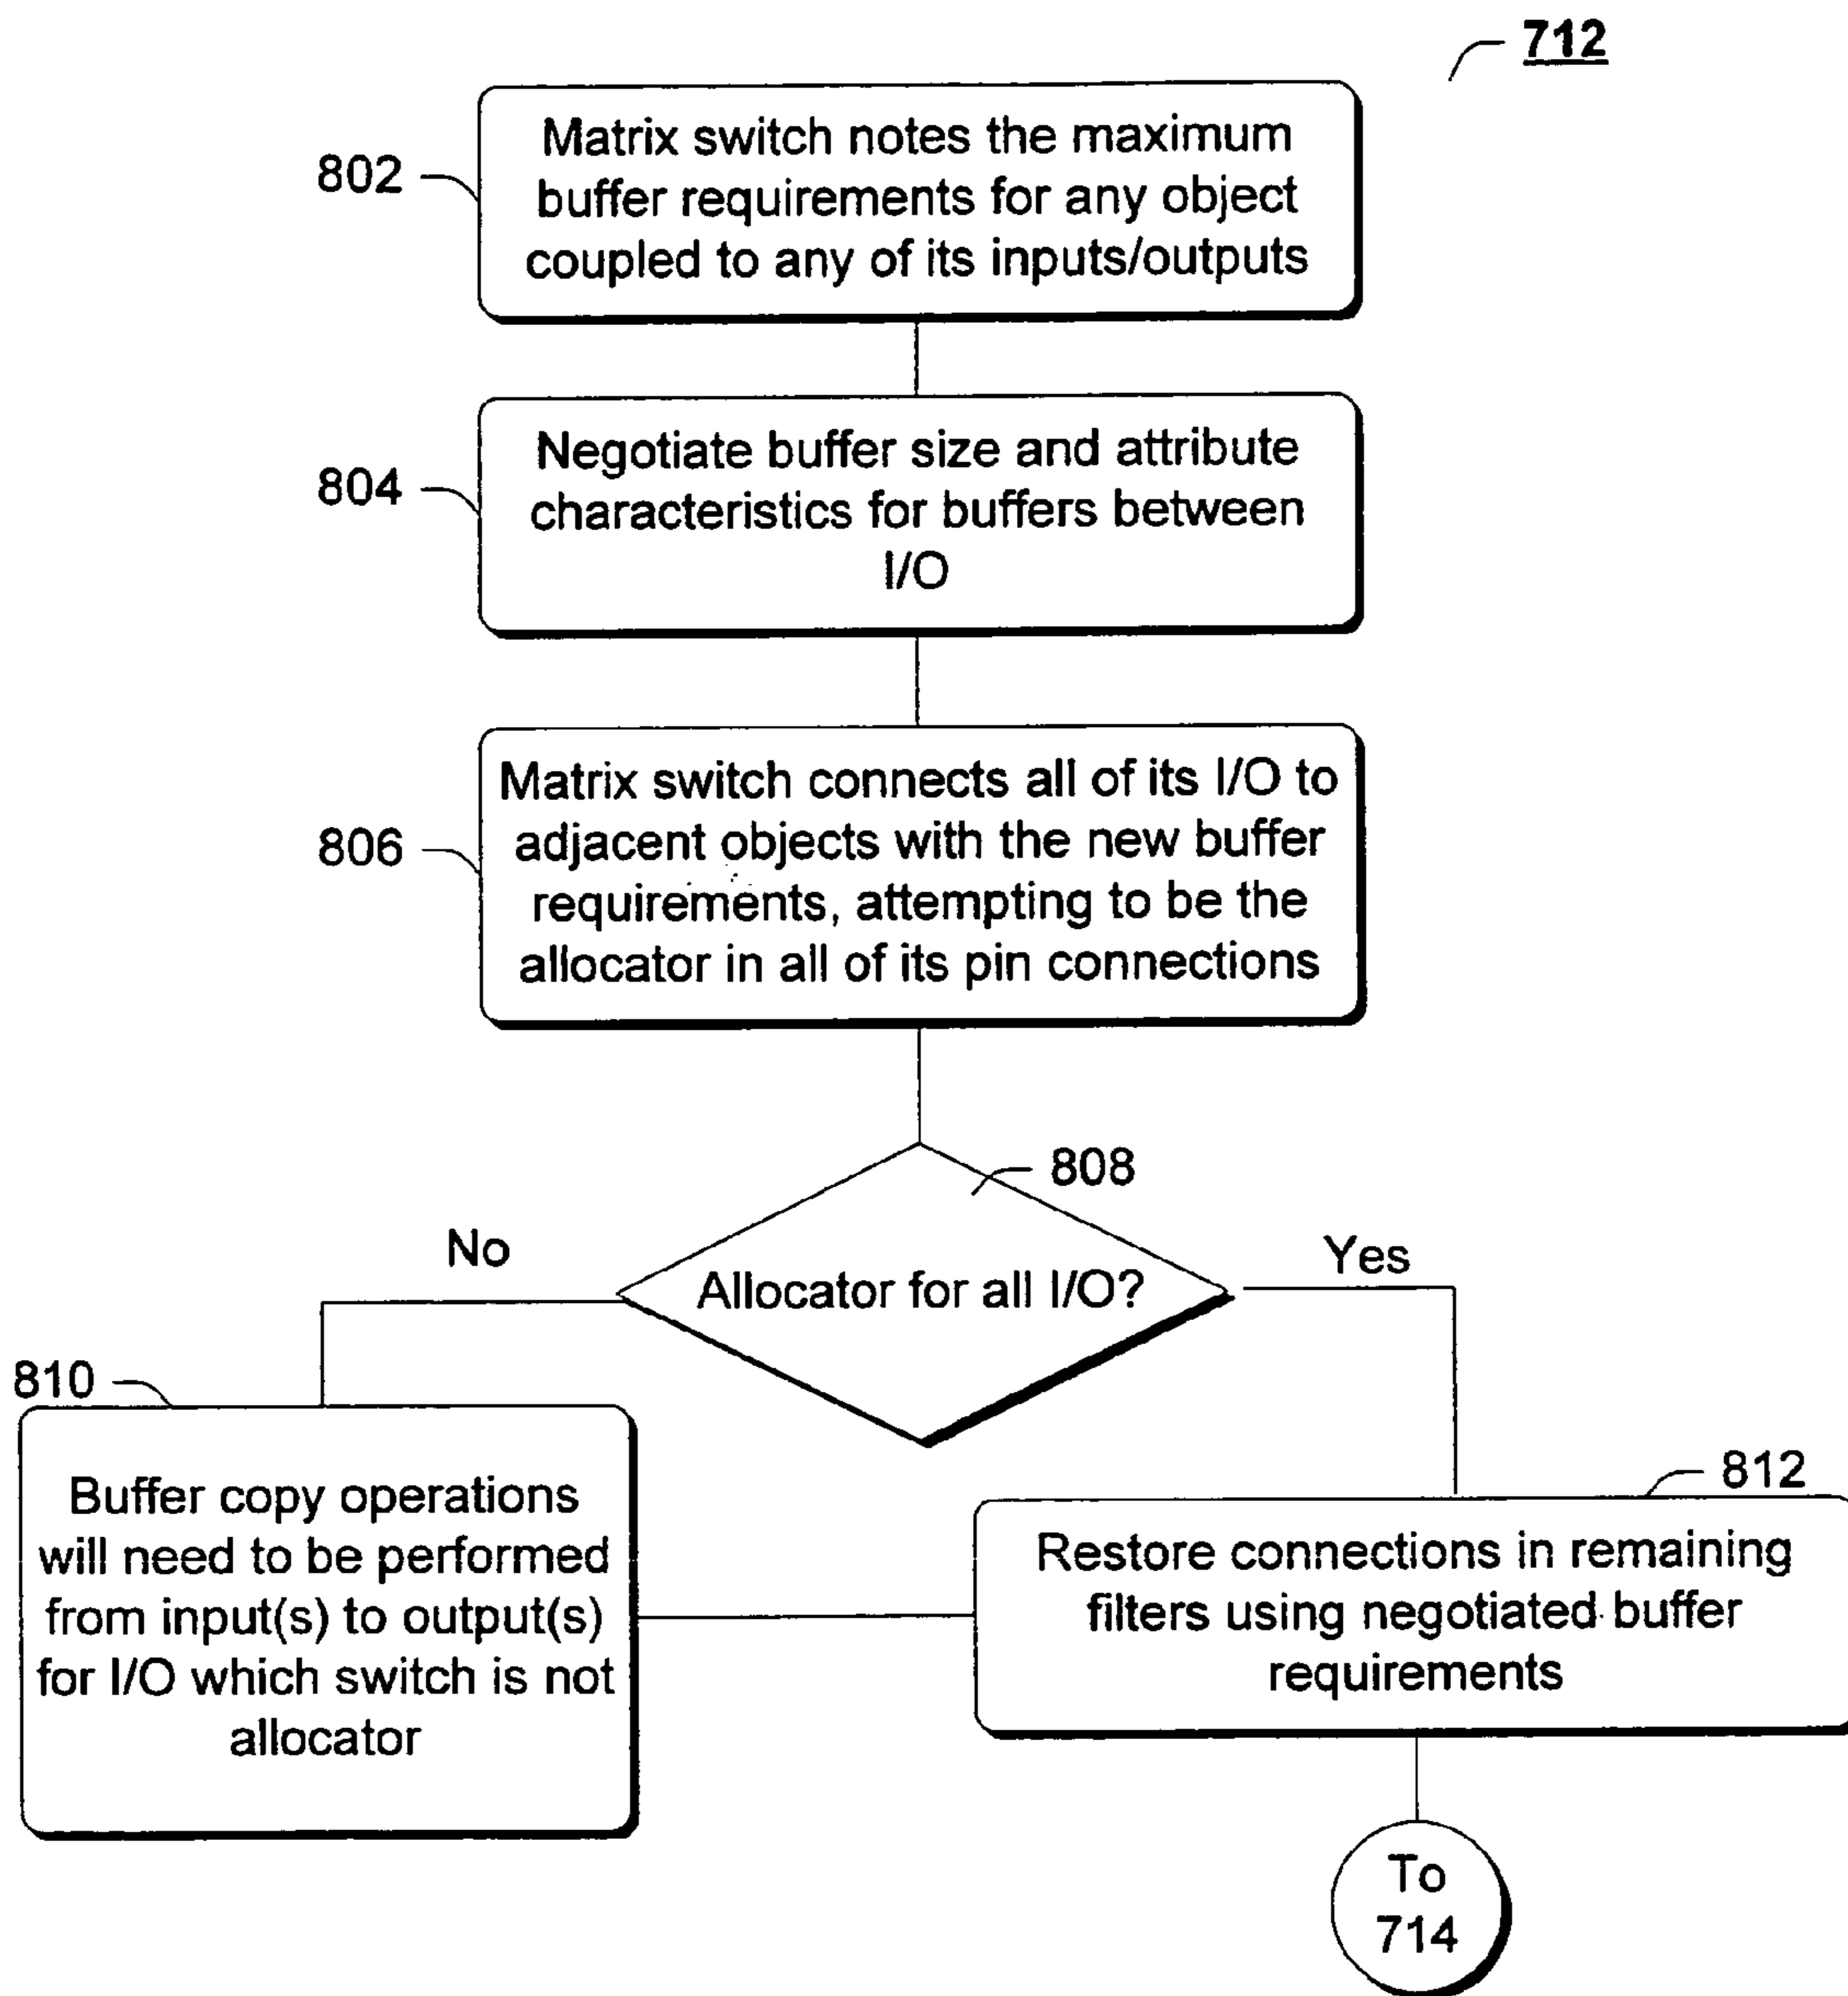 712
802
Matrix switch notes the maximum
buffer requirements for any object
coupled to any of its inputs/outputs
804
Negotiate buffer size and attribute
characteristics for buffers between
I/O
806
Matrix switch connects all of its I/O to
adjacent objects with the new buffer
requirements, attempting to be the
allocator in all of its pin connections
808
No
Allocator for all I/O?
Yes
810
Buffer copy operations
will need to be performed
from input(s) to output(s)
for I/O which switch is not
allocator
812
Restore connections in remaining
filters using negotiated buffer
requirements
To
714